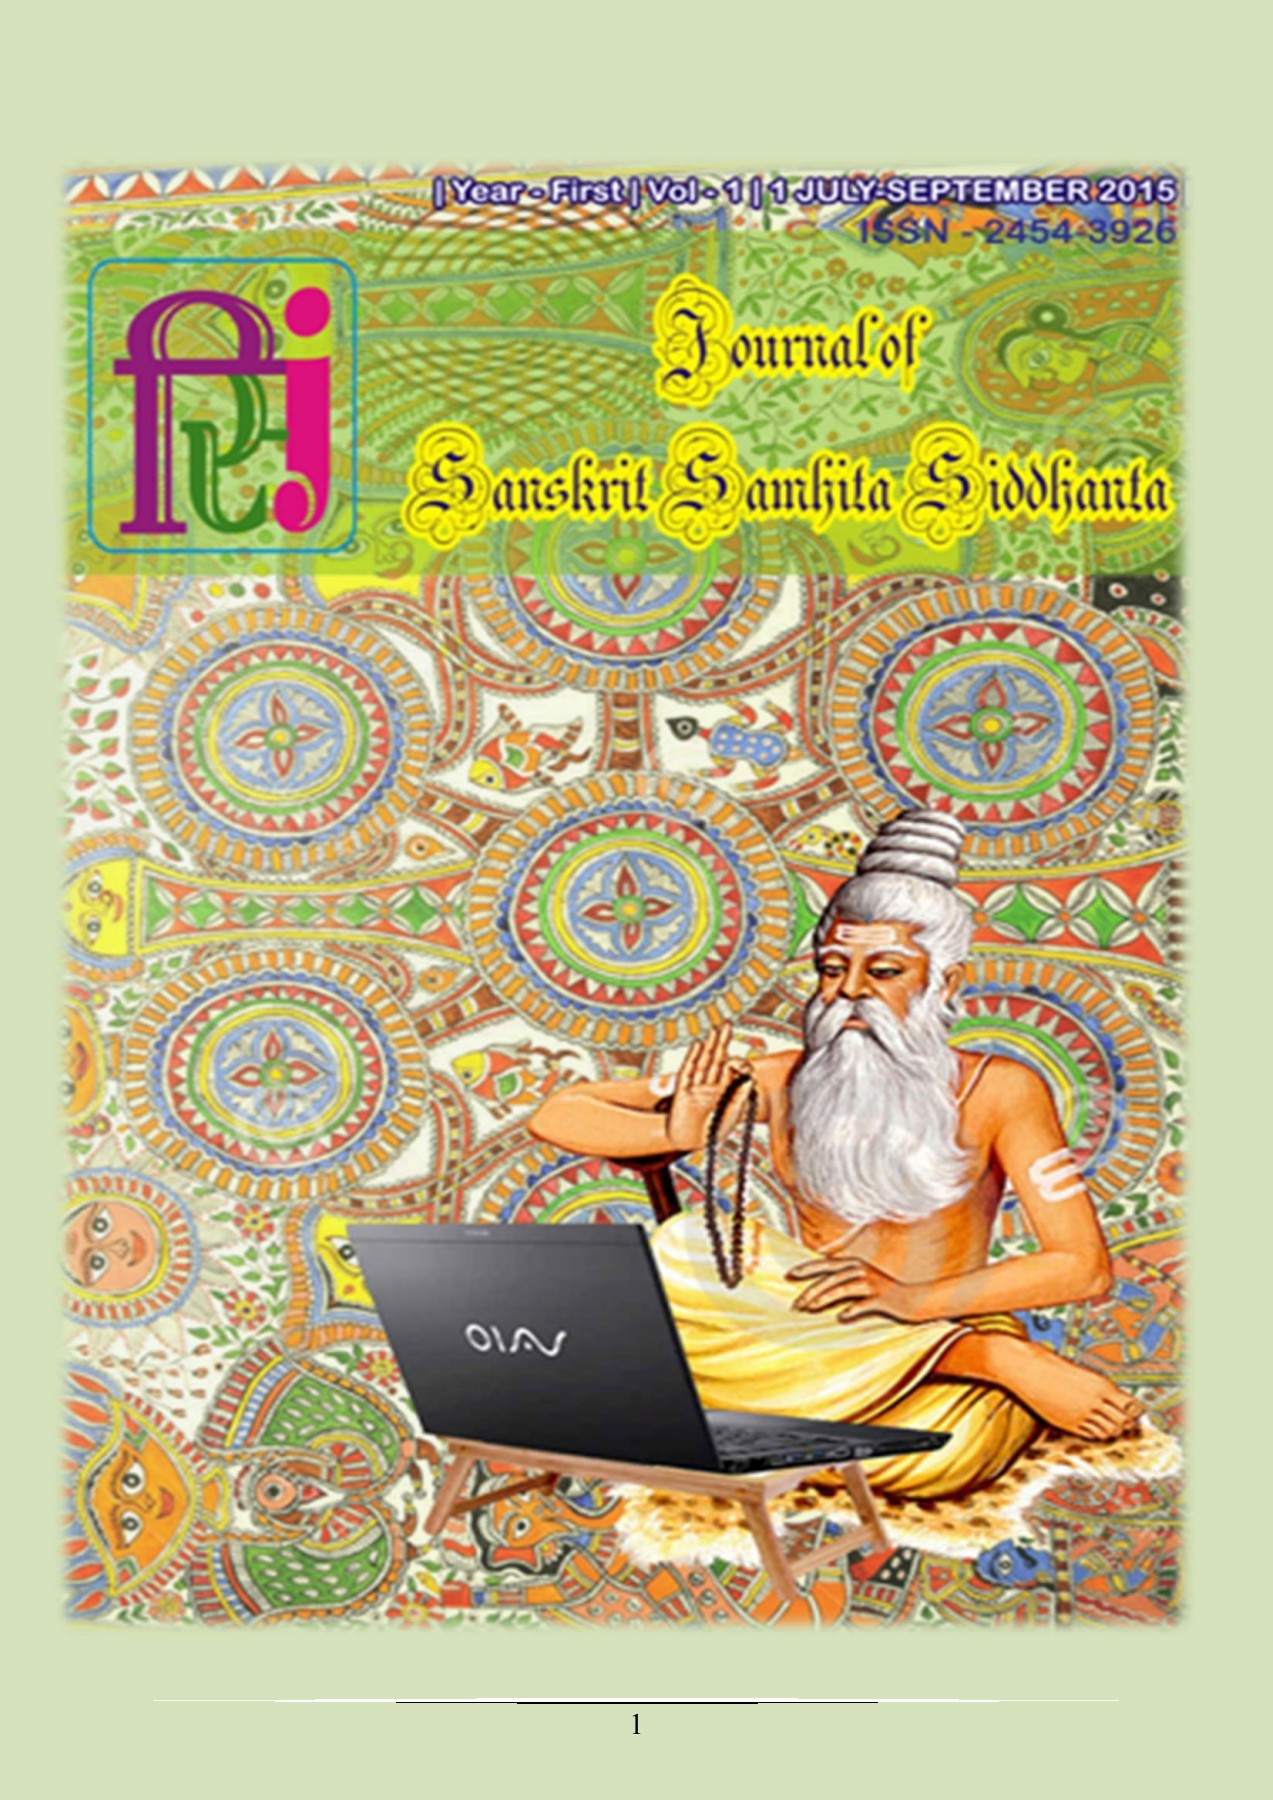 | Year - First | Vol - 1 | 1 JULY-SEPTEMBER 2015 |
ISSN - 2454-3926
Journal of
Sanskrit Samhita Siddhanta
VAIO
1